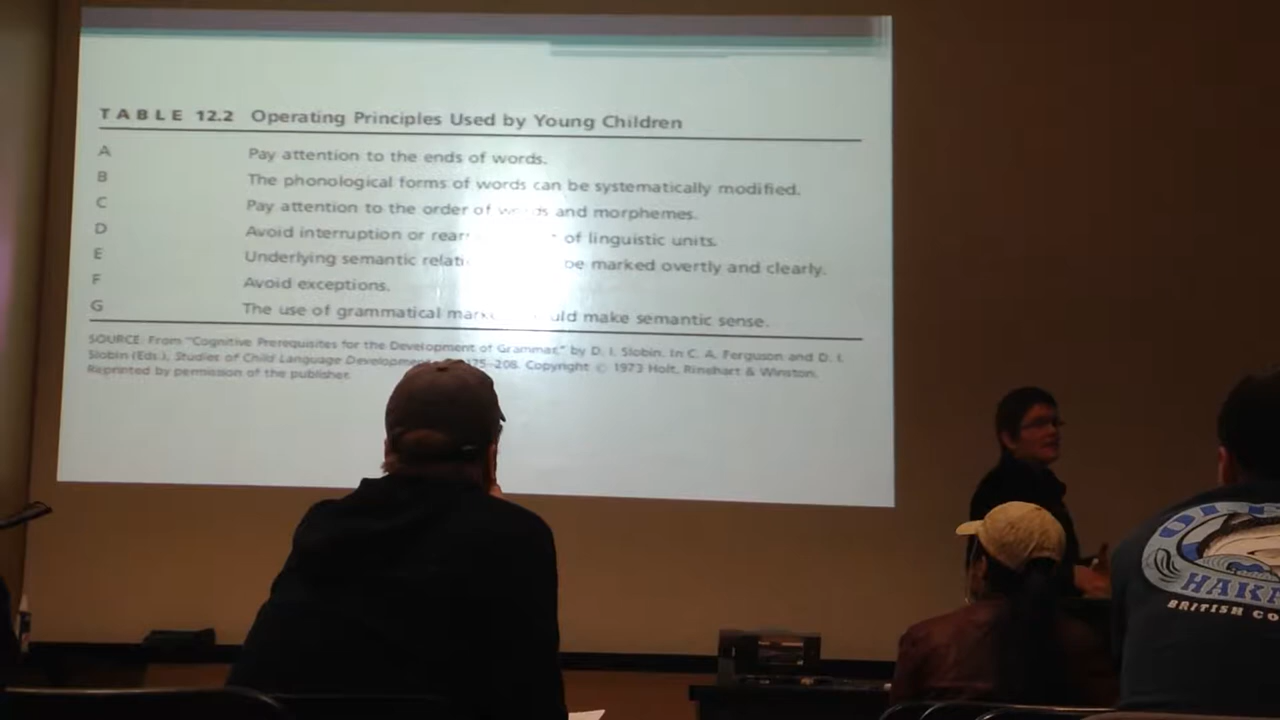 TABLE 12.2 Operating Principles Used by Young Children
A Pay attention to the ends of words.
B The phonological forms of words can be systematically modified.
C Pay attention to the order of and morphemes.
D Avoid interruption or of linguistic units.
E Underlying semantic be marked overtly and clearly.
F Avoid exceptions.
G The use of grammatical make semantic sense.
SOURCE: From "Cognitive Prerequisites for the Development of Grammar," by D. I. Slobin. In C. A. Ferguson and D. I.
Slobin (Eds.), Studies of Child Language Development Copyright © 1973 Holt, Rinehart & Winston.
Reprinted by permission of the publisher.
BRITISH